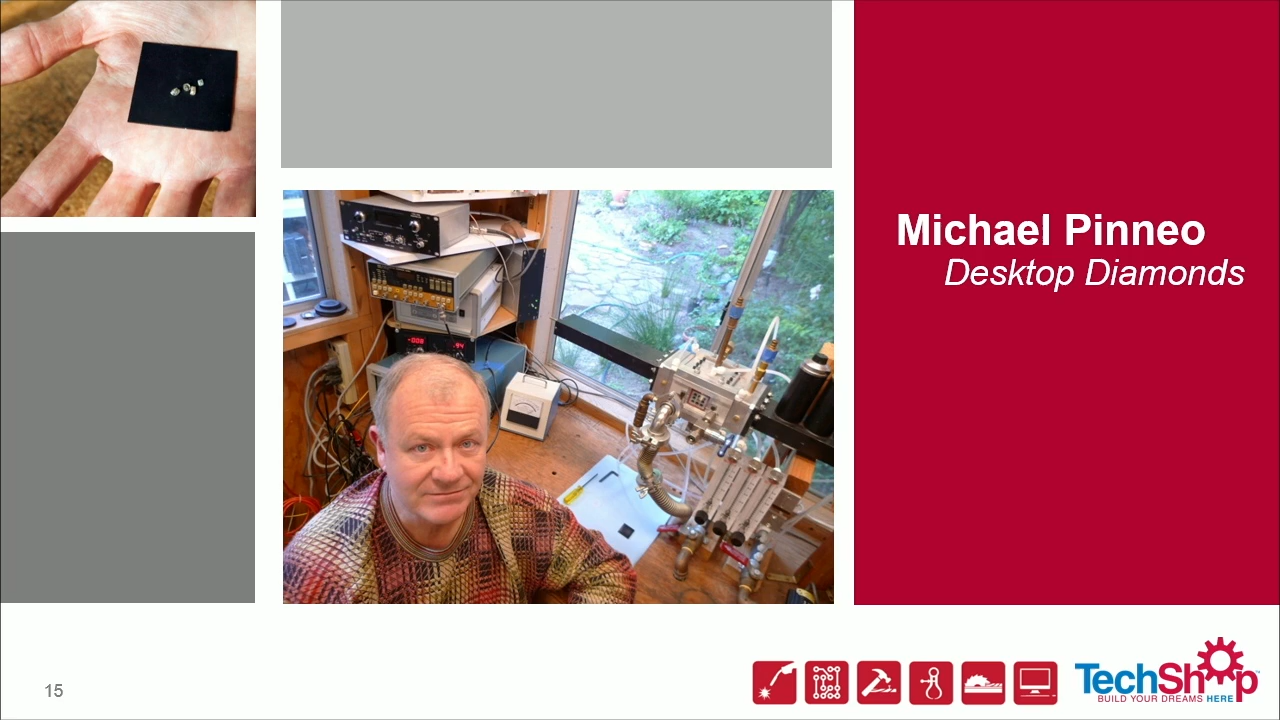 Michael Pinneo
Desktop Diamonds
15
TechShop
BUILD YOUR DREAMS HERE